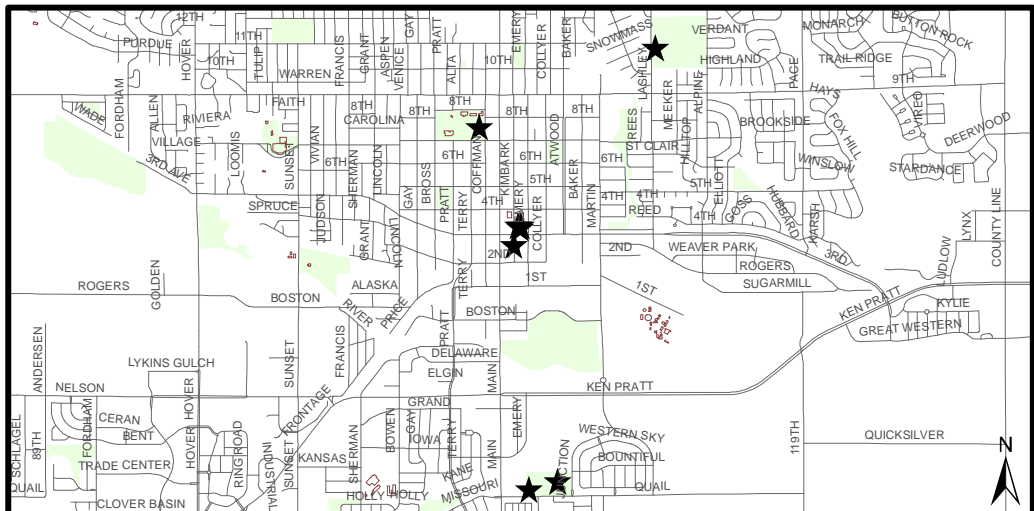 12TH
GAY
PRATT
EMERY
COLLYER
BAKER
SNOWMASS
VERDANT
MONARCH
BUTTON ROCK
PURDUE
HOVER
11TH
10TH
TULIP
WARREN
FRANCIS
GRANT
ASPEN
VENICE
ALTA
10TH
LASHLEY
HIGHLAND
PACE
TRAIL RIDGE
9TH
WADE
FORDHAM
ALLEN
RIVIERA
FAITH
8TH
CAROLINA
8TH
8TH
8TH
8TH
MEEKER
ALPINE
HAYS
VIREO
VILLAGE
LOOMIS
SUNSET
VIVIAN
6TH
SHERMAN
LINCOLN
6TH
COFFMAN
KIMBARK
6TH
ATWOOD
6TH
TREES
ST CLAIR
HILLTOP
BROOKSIDE
FOX HILL
DEERWOOD
WINSLOW
STARDANCE
3RD AVE
5TH
BAKER
5TH
ELLIOTT
SPRUCE
JUDSON
GRANT
LINCOLN
GAY
BROSS
PRATT
TERRY
4TH
EMERY
COLLYER
MARTIN
4TH
4TH
REED
4TH
GOSS
HUBBARD
HARSH
LYNX
COUNTY LINE
2ND
2ND
WEAVER PARK
3RD
LUDLOW
ROGERS
GOLDEN
ALASKA
BOSTON
RIVER
PRICE
TERRY
1ST
1ST
ROGERS
SUGARMILL
KEN PRATT
KYLIE
GREAT WESTERN
ANDERSEN
LYKINS GULCH
SUNSET
FRANCIS
PRATT
BOSTON
DELAWARE
ELGIN
MAIN
NELSON
HOVER
FRONTAGE
GRAND
KEN PRATT
SCHLAGEL
89TH
FORDHAM
CERAN
BENT
HOVER
RING ROAD
INDUSTRIAL
SUNSET
KANSAS
SHERMAN
BOWEN
GAY
IOWA
TERRY
MAIN
EMERY
WESTERN SKY
BOUNTIFUL
119TH
QUICKSILVER
N
TRADE CENTER
QUAIL
CLOVER BASIN
HOLLY
HOLLY
KANE
MISSOURI
QUAIL